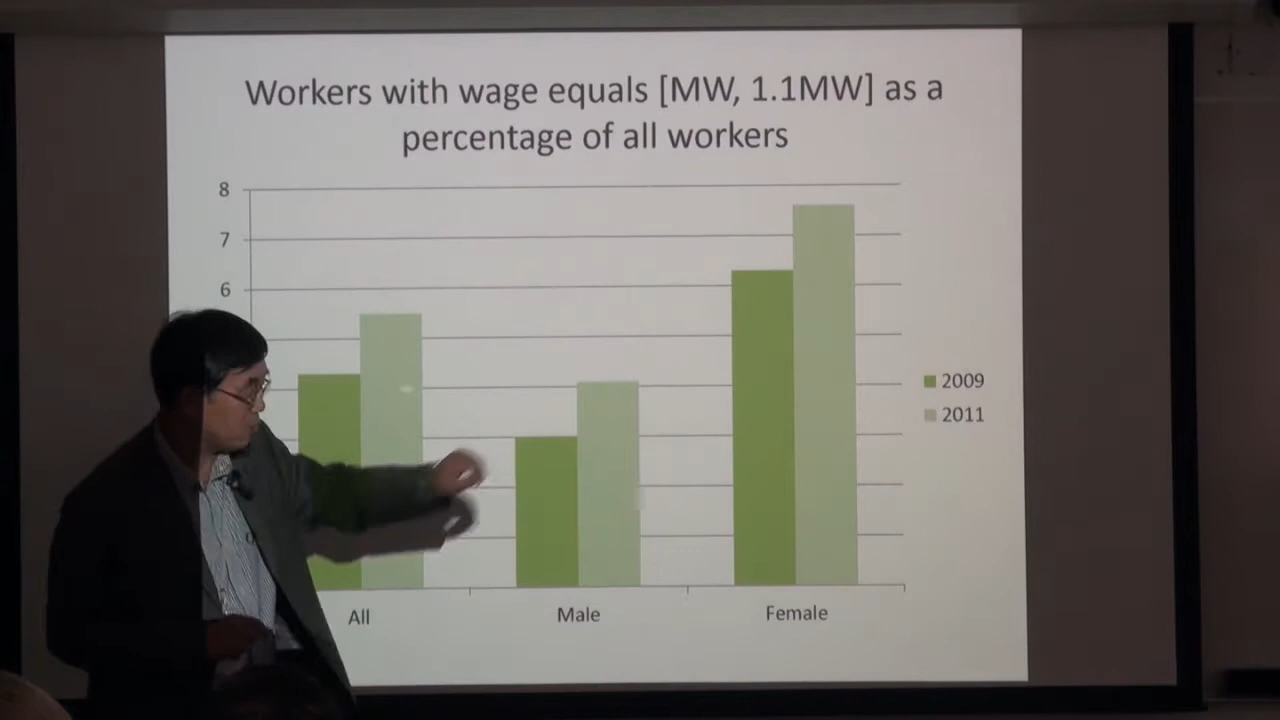 Workers with wage equals [MW, 1.1MW] as a
percentage of all workers
8
7
6
2009
2011
All
Male
Female